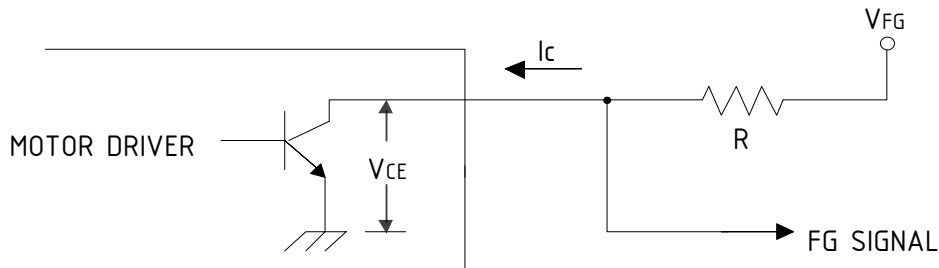 VFG
Ic
R
MOTOR DRIVER
VCE
FG SIGNAL